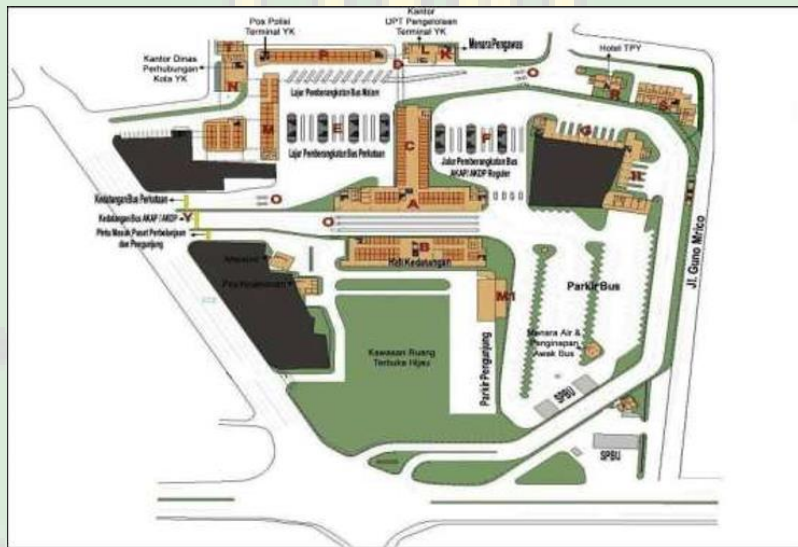 Kantor
UPT Pengelolaan
Terminal YK
Pos Polisi
Terminal YK
Menara Pengawas
Hotel TPY
Kantor Dinas
Perhubungan
Kota YK
L
K
P
D
O
N
Lajur Pemberangkatan Bus Malam
R
S
M
E
C
F
G
Lajur Pemberangkatan Bus Perkotaan
Jalur Pemberangkatan Bus
AKAP/ AKDP Reguler
H
Kedatangan Bus Perkotaan
O
A
Kedatangan Bus AKAP / AKDP
Y
O
Pintu Masuk Pusat Perbelanjaan
dan Pengunjung
B
Hall Kedatangan
Jl. Guno Mrico
Parkir Bus
M1
Menara Air &
Penginapan
Awak Bus
Kawasan Ruang
Terbuka Hijau
Parkir Pengunjung
SPBU
SPBU